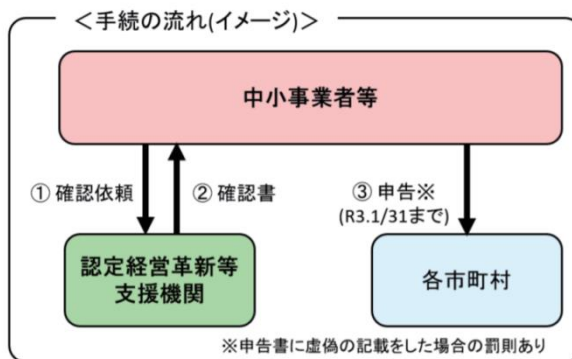 ＜手続の流れ(イメージ)＞
中小事業者等
① 確認依頼
② 確認書
③ 申告※
(R3.1/31まで)
認定経営革新等
支援機関
各市町村
※申告書に虚偽の記載をした場合の罰則あり